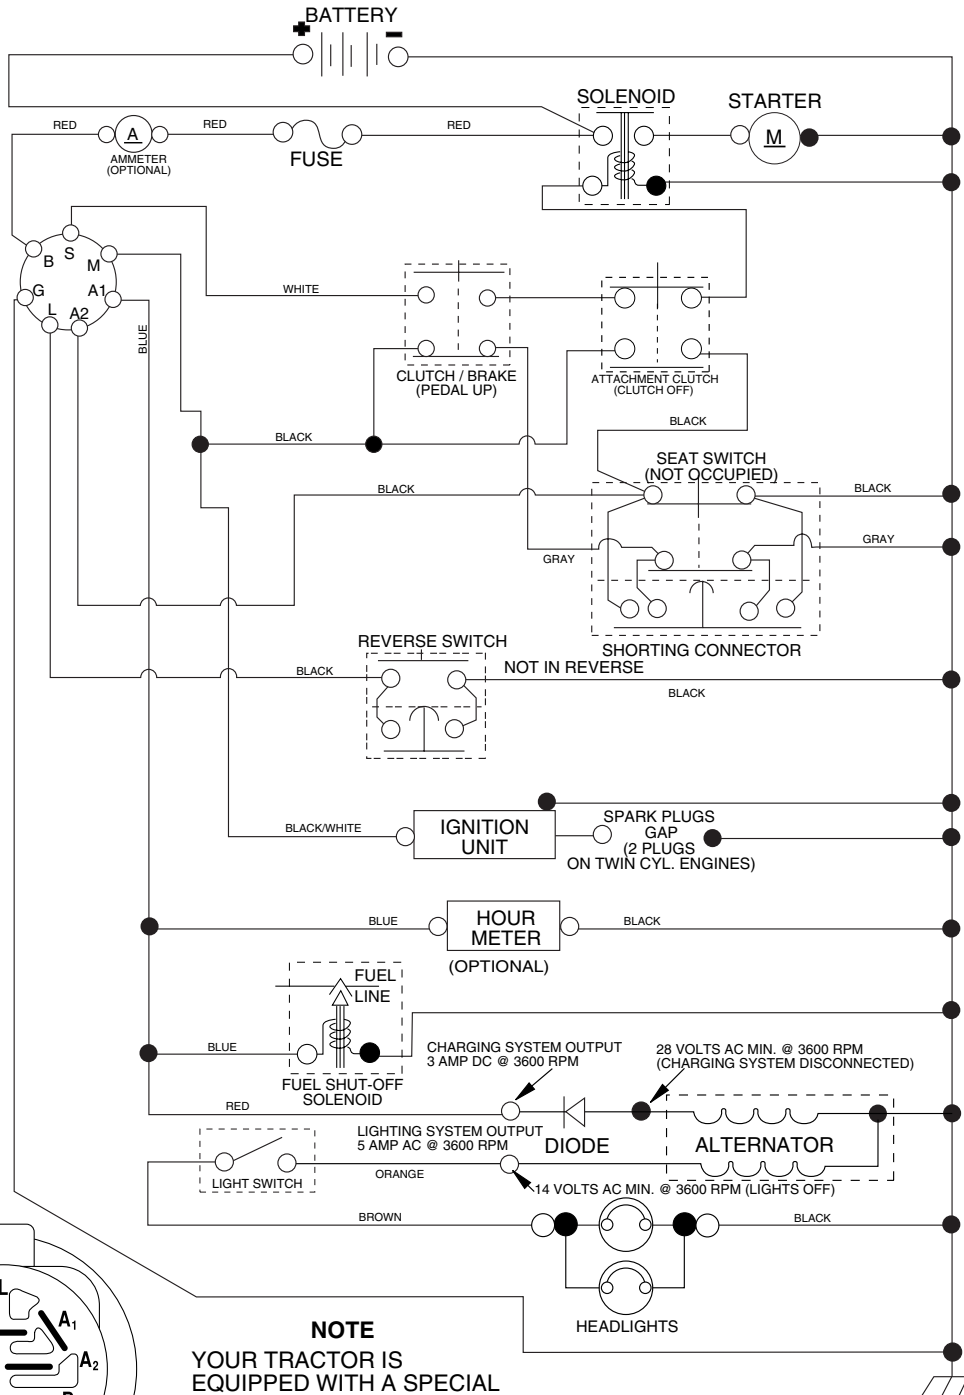 BATTERY
+ -
SOLENOID
STARTER
RED
A
RED
RED
M
AMMETER
(OPTIONAL)
FUSE
B
S
M
G
A1
L
A2
WHITE
BLUE
CLUTCH / BRAKE
(PEDAL UP)
ATTACHMENT CLUTCH
(CLUTCH OFF)
BLACK
BLACK
SEAT SWITCH
(NOT OCCUPIED)
BLACK
BLACK
GRAY
GRAY
REVERSE SWITCH
SHORTING CONNECTOR
NOT IN REVERSE
BLACK
BLACK
BLACK/WHITE
IGNITION
UNIT
SPARK PLUGS
GAP
(2 PLUGS
ON TWIN CYL. ENGINES)
BLUE
HOUR
METER
BLACK
(OPTIONAL)
FUEL
LINE
BLUE
FUEL SHUT-OFF
SOLENOID
CHARGING SYSTEM OUTPUT
3 AMP DC @ 3600 RPM
28 VOLTS AC MIN. @ 3600 RPM
(CHARGING SYSTEM DISCONNECTED)
RED
LIGHTING SYSTEM OUTPUT
5 AMP AC @ 3600 RPM
DIODE
ALTERNATOR
LIGHT SWITCH
ORANGE
14 VOLTS AC MIN. @ 3600 RPM (LIGHTS OFF)
BROWN
BLACK
HEADLIGHTS
L
A1
A2
NOTE
YOUR TRACTOR IS
EQUIPPED WITH A SPECIAL